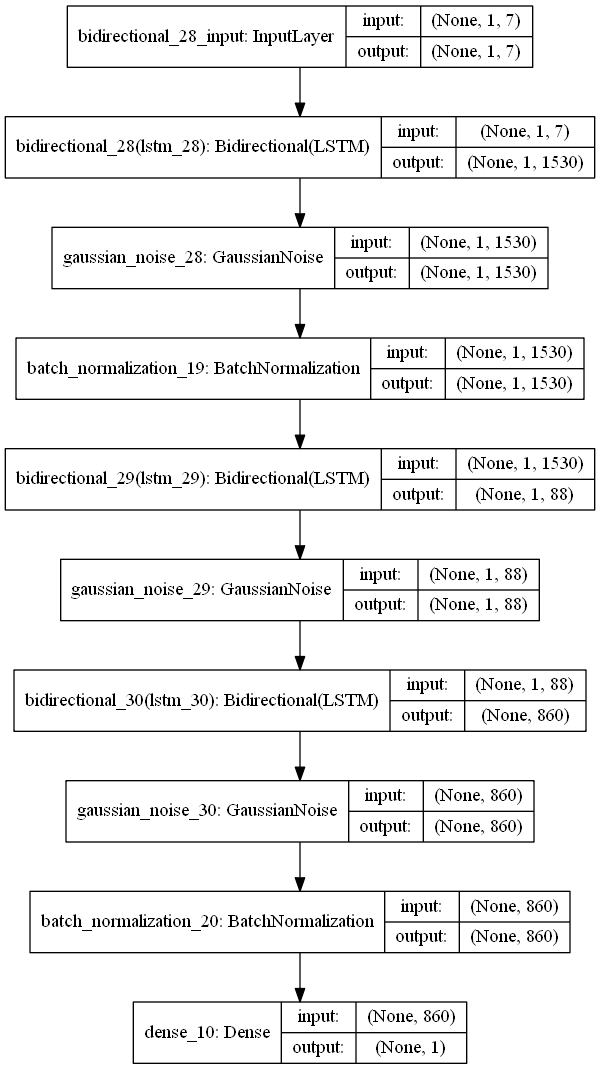 bidirectional_28_input: InputLayer
input: (None, 1, 7)
output: (None, 1, 7)
bidirectional_28(lstm_28): Bidirectional(LSTM)
input: (None, 1, 7)
output: (None, 1, 1530)
gaussian_noise_28: GaussianNoise
input: (None, 1, 1530)
output: (None, 1, 1530)
batch_normalization_19: BatchNormalization
input: (None, 1, 1530)
output: (None, 1, 1530)
bidirectional_29(lstm_29): Bidirectional(LSTM)
input: (None, 1, 1530)
output: (None, 1, 88)
gaussian_noise_29: GaussianNoise
input: (None, 1, 88)
output: (None, 1, 88)
bidirectional_30(lstm_30): Bidirectional(LSTM)
input: (None, 1, 88)
output: (None, 860)
gaussian_noise_30: GaussianNoise
input: (None, 860)
output: (None, 860)
batch_normalization_20: BatchNormalization
input: (None, 860)
output: (None, 860)
dense_10: Dense
input: (None, 860)
output: (None, 1)